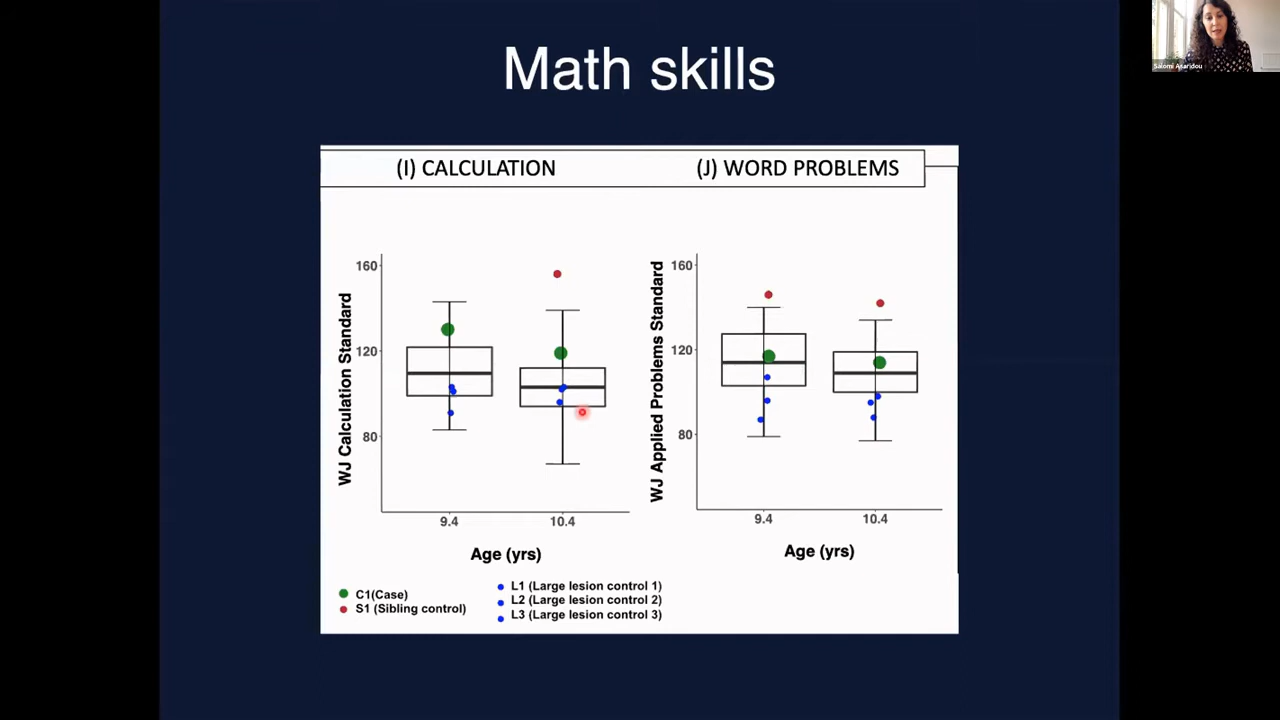 Math skills
Salomi Asaridou
(I) CALCULATION
(J) WORD PROBLEMS
WJ Calculation Standard
160
120
80
9.4
10.4
Age (yrs)
WJ Applied Problems Standard
160
120
80
9.4
10.4
Age (yrs)
C1(Case)
S1 (Sibling control)
L1 (Large lesion control 1)
L2 (Large lesion control 2)
L3 (Large lesion control 3)